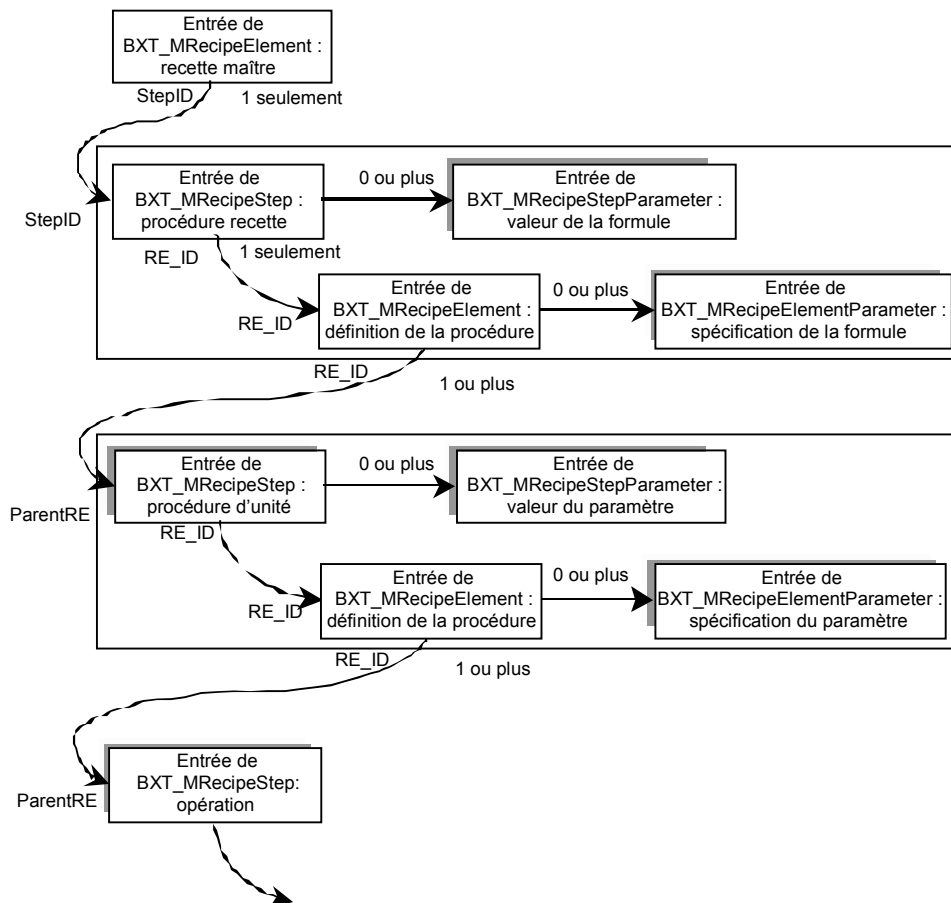 Entrée de
BXT_MRecipeElement :
recette maître
StepID
1 seulement
Entrée de
BXT_MRecipeStep :
procédure recette
0 ou plus
Entrée de
BXT_MRecipeStepParameter :
valeur de la formule
StepID
RE_ID
1 seulement
Entrée de
BXT_MRecipeElement :
définition de la procédure
0 ou plus
Entrée de
BXT_MRecipeElementParameter :
spécification de la formule
RE_ID
RE_ID
1 ou plus
Entrée de
BXT_MRecipeStep :
procédure d'unité
0 ou plus
Entrée de
BXT_MRecipeStepParameter :
valeur du paramètre
ParentRE
RE_ID
Entrée de
BXT_MRecipeElement :
définition de la procédure
0 ou plus
Entrée de
BXT_MRecipeElementParameter :
spécification du paramètre
RE_ID
RE_ID
1 ou plus
Entrée de
BXT_MRecipeStep:
opération
ParentRE